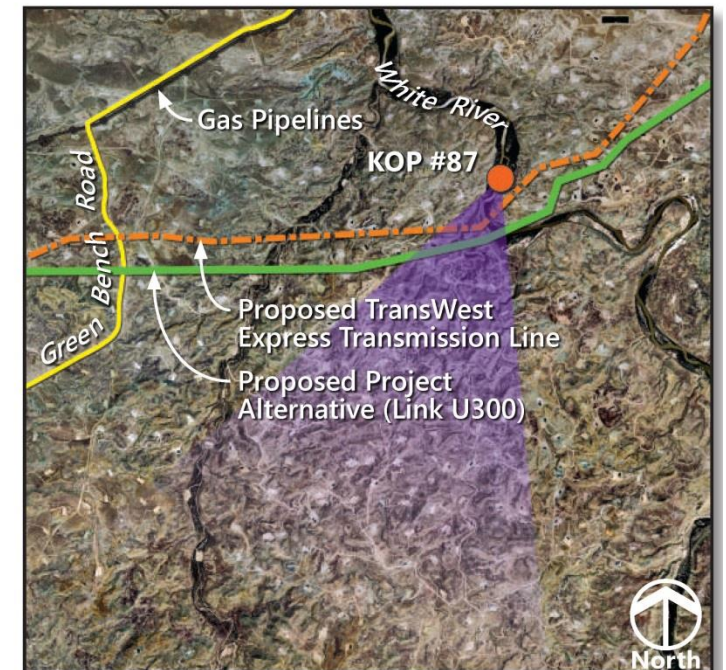 White River
Gas Pipelines
KOP #87
Green Bench Road
Proposed TransWest
Express Transmission Line
Proposed Project
Alternative (Link U300)
North